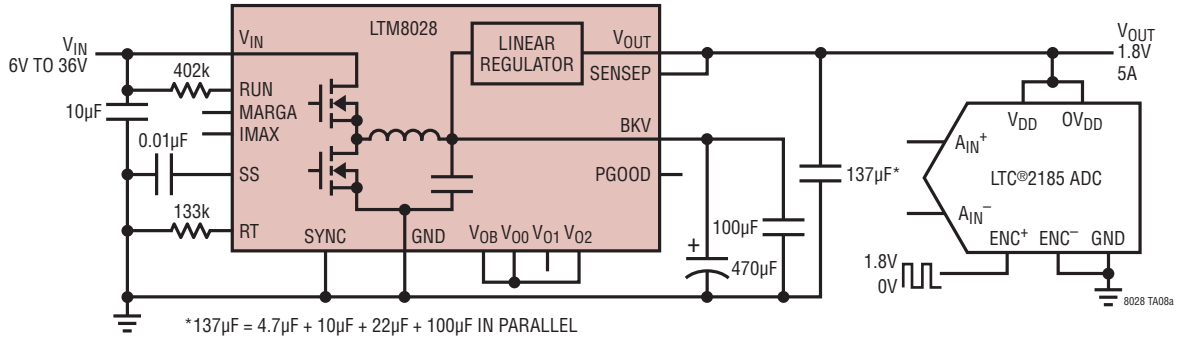 V_IN
6V TO 36V
10µF
402k
0.01µF
133k
LTM8028
V_IN
RUN
MARGA
IMAX
SS
RT
SYNC
GND
V_OB V_O0 V_O1 V_O2
LINEAR
REGULATOR
V_OUT
SENSEP
BKV
PGOOD
+
470µF
100µF
137µF*
V_OUT
1.8V
5A
V_DD
OV_DD
A_IN+
A_IN–
LTC®2185 ADC
ENC+ ENC– GND
1.8V
0V
8028 TA08a
*137µF = 4.7µF + 10µF + 22µF + 100µF IN PARALLEL